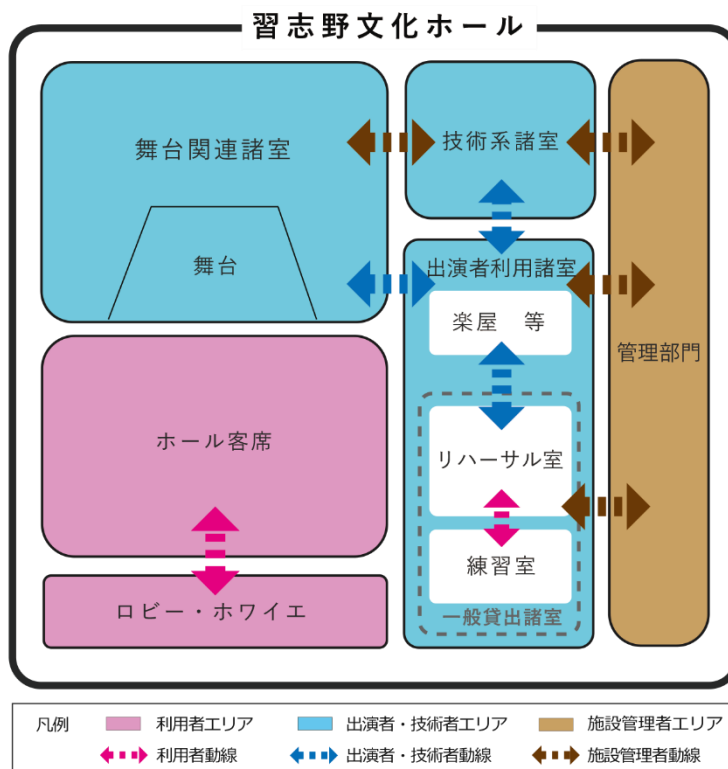 習志野文化ホール
舞台関連諸室
舞台
技術系諸室
出演者利用諸室
楽屋 等
リハーサル室
練習室
一般貸出諸室
管理部門
ホール客席
ロビー・ホワイエ
凡例 利用者エリア 出演者・技術者エリア 施設管理者エリア
利用者動線 出演者・技術者動線 施設管理者動線